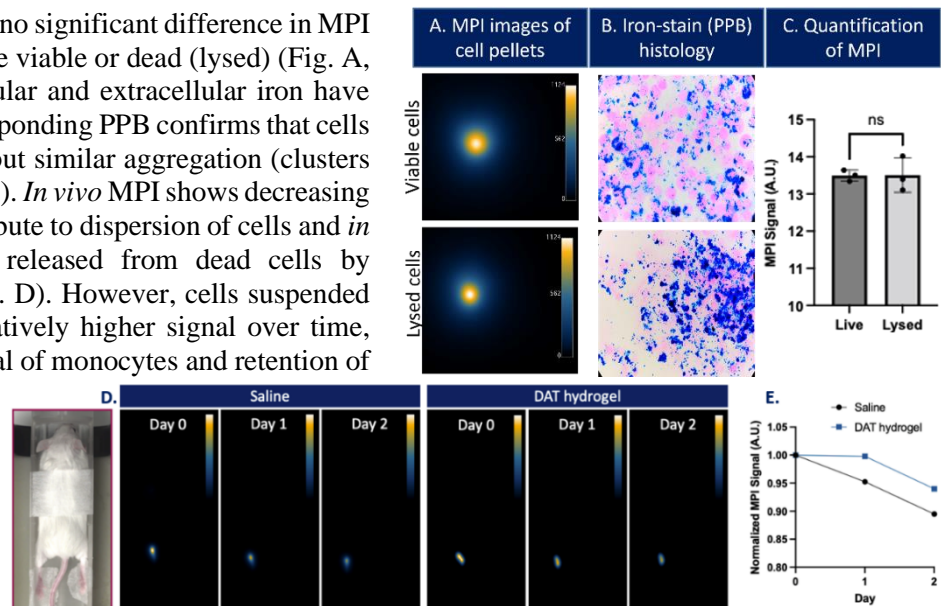 no significant difference in MPI
e viable or dead (lysed) (Fig. A,
ular and extracellular iron have
ponding PPB confirms that cells
out similar aggregation (clusters
). In vivo MPI shows decreasing
bute to dispersion of cells and in
released from dead cells by
. D). However, cells suspended
atively higher signal over time,
al of monocytes and retention of
A. MPI images of
cell pellets
B. Iron-stain (PPB)
histology
C. Quantification
of MPI
Viable cells
1124
562
0
Lysed cells
1124
562
0
ns
MPI Signal (A.U.)
15
14
13
12
11
10
Live
Lysed
D.
Saline
Day 0
Day 1
Day 2
DAT hydrogel
Day 0
Day 1
Day 2
E.
Saline
DAT hydrogel
Normalized MPI Signal (A.U.)
1.05
1.00
0.95
0.90
0.85
0.80
0
1
2
Day